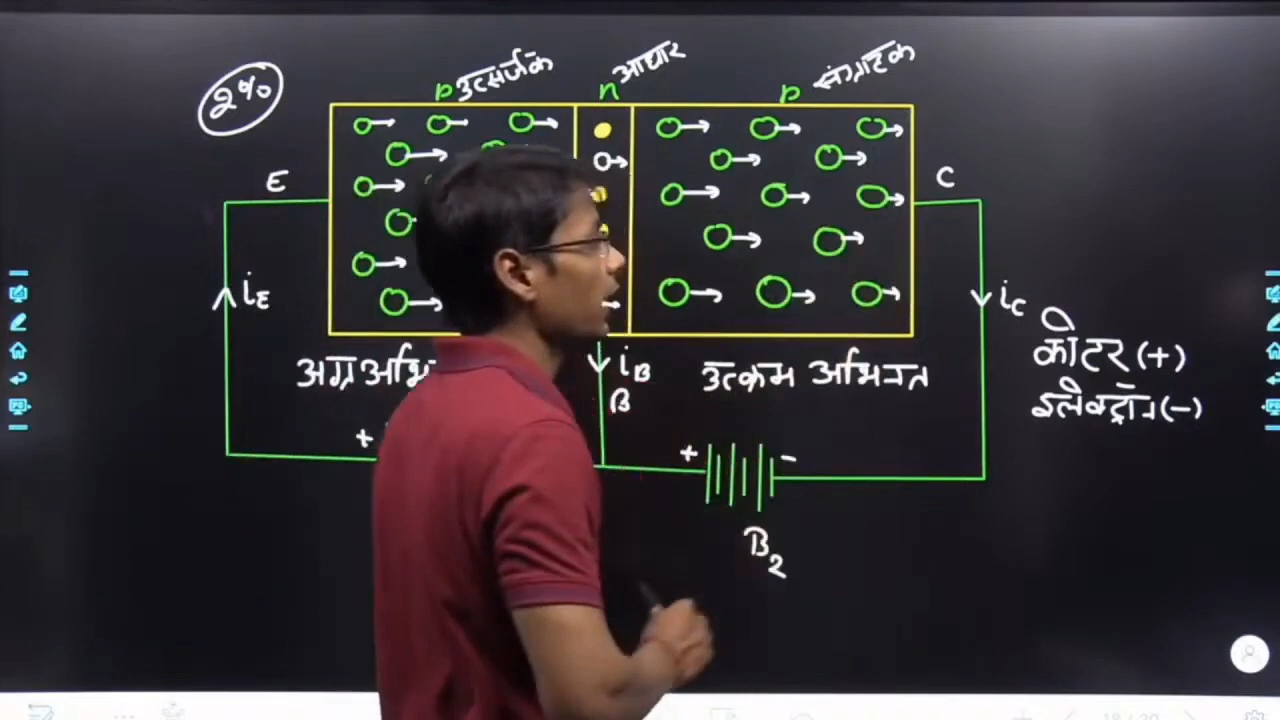 2%
p उत्सर्जक
n आधार
p संग्राहक
E
C
iE
iC
iB
B
उत्क्रम अभिनत
कोटर (+)
इलेक्ट्रॉन (-)
+
+ -
B2